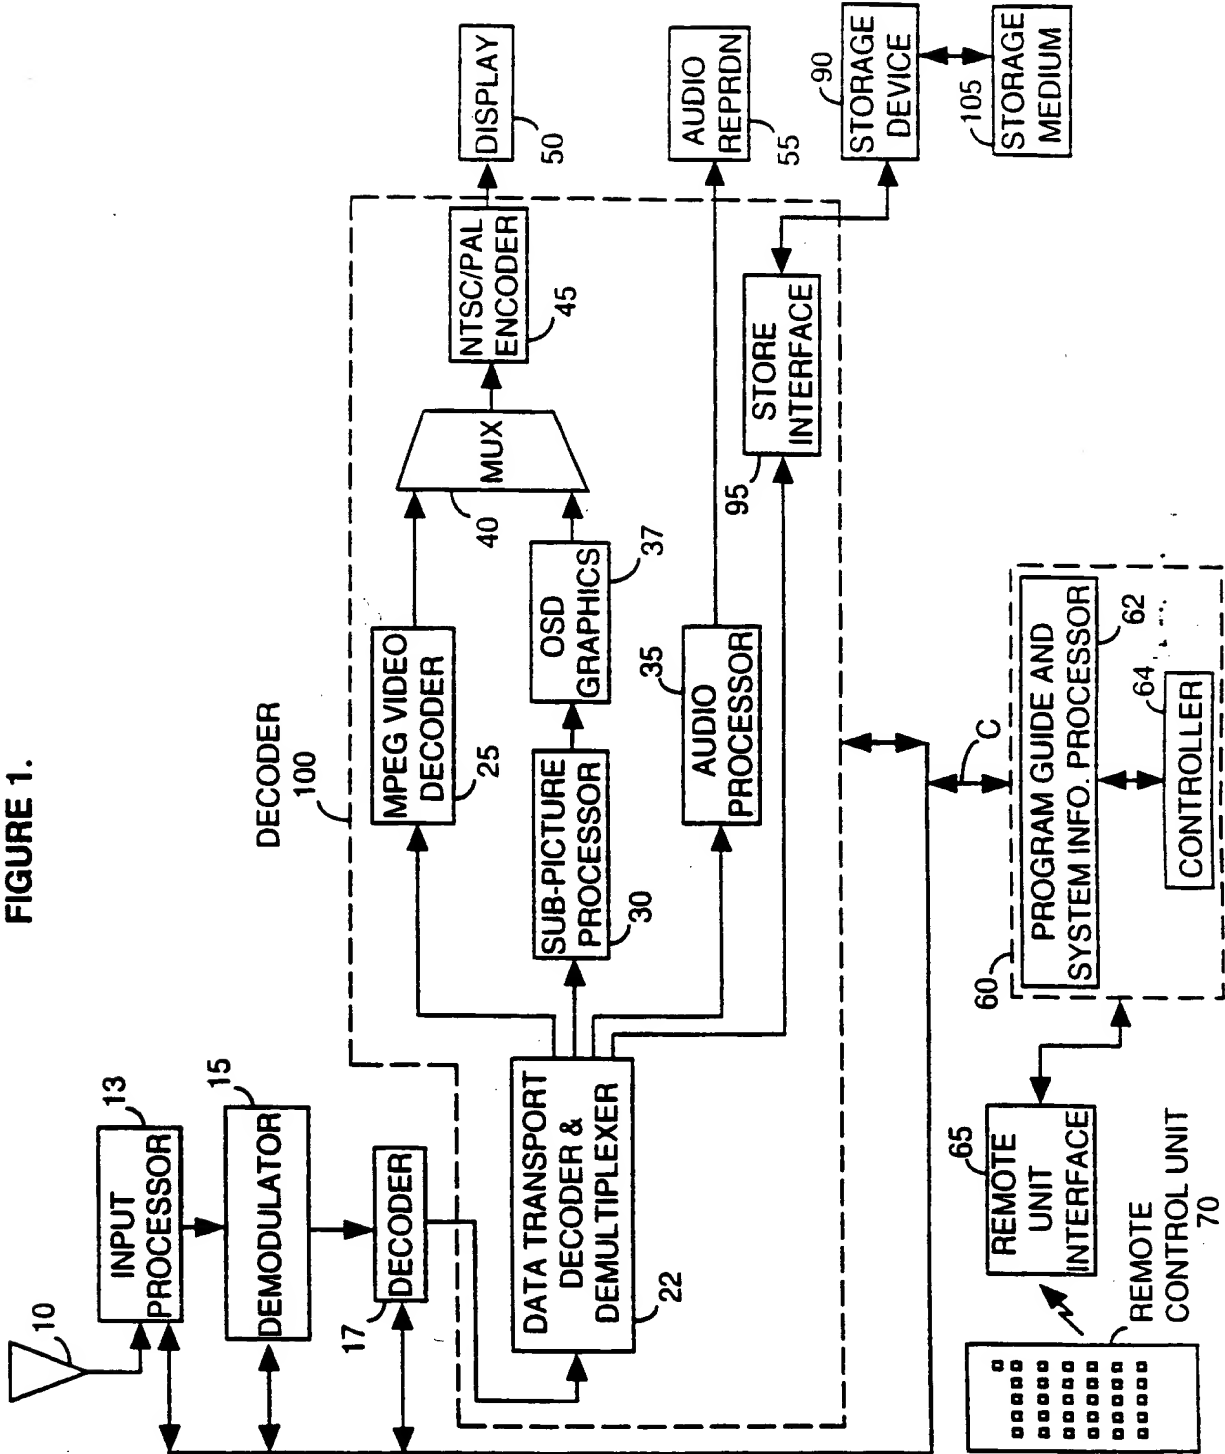 FIGURE 1.
10
INPUT
PROCESSOR
13
DEMODULATOR
15
DECODER
17
DECODER
100
DATA TRANSPORT
DECODER &
DEMULTIPLEXER
22
MPEG VIDEO
DECODER
25
SUB-PICTURE
PROCESSOR
30
OSD
GRAPHICS
37
MUX
40
NTSC/PAL
ENCODER
45
DISPLAY
50
AUDIO
PROCESSOR
35
AUDIO
REPRDN
55
STORE
INTERFACE
95
STORAGE
DEVICE
90
STORAGE
MEDIUM
105
C
60
PROGRAM GUIDE AND
SYSTEM INFO. PROCESSOR
62
CONTROLLER
64
REMOTE
UNIT
INTERFACE
65
REMOTE
CONTROL UNIT
70